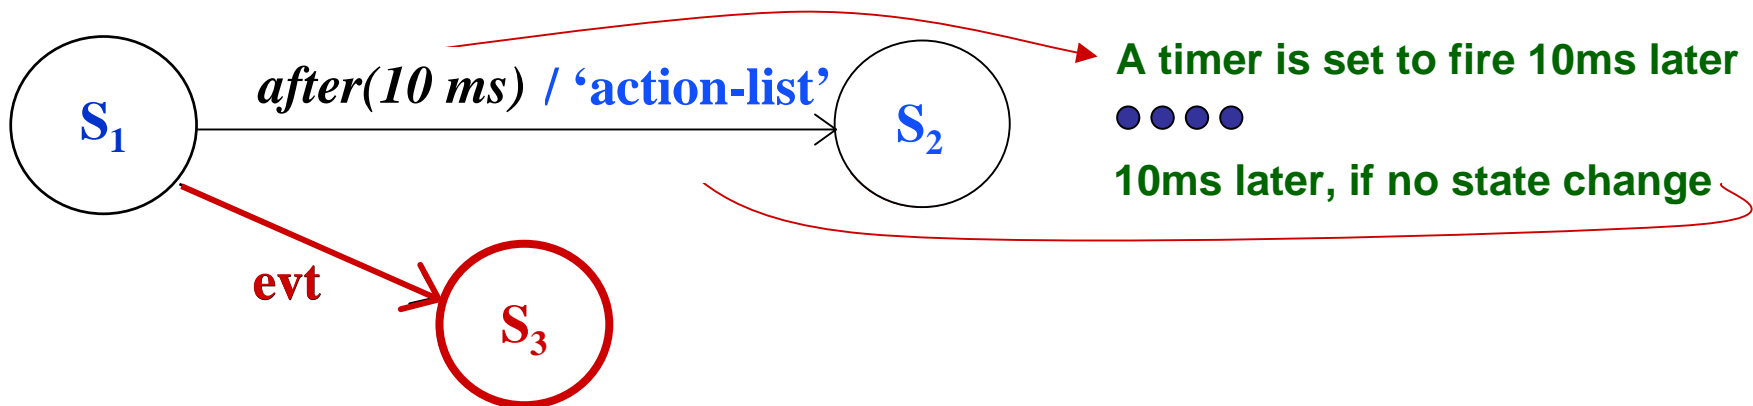 A timer is set to fire 10ms later
after(10 ms) / ‘action-list’
S1
S2
10ms later, if no state change
evt
S3